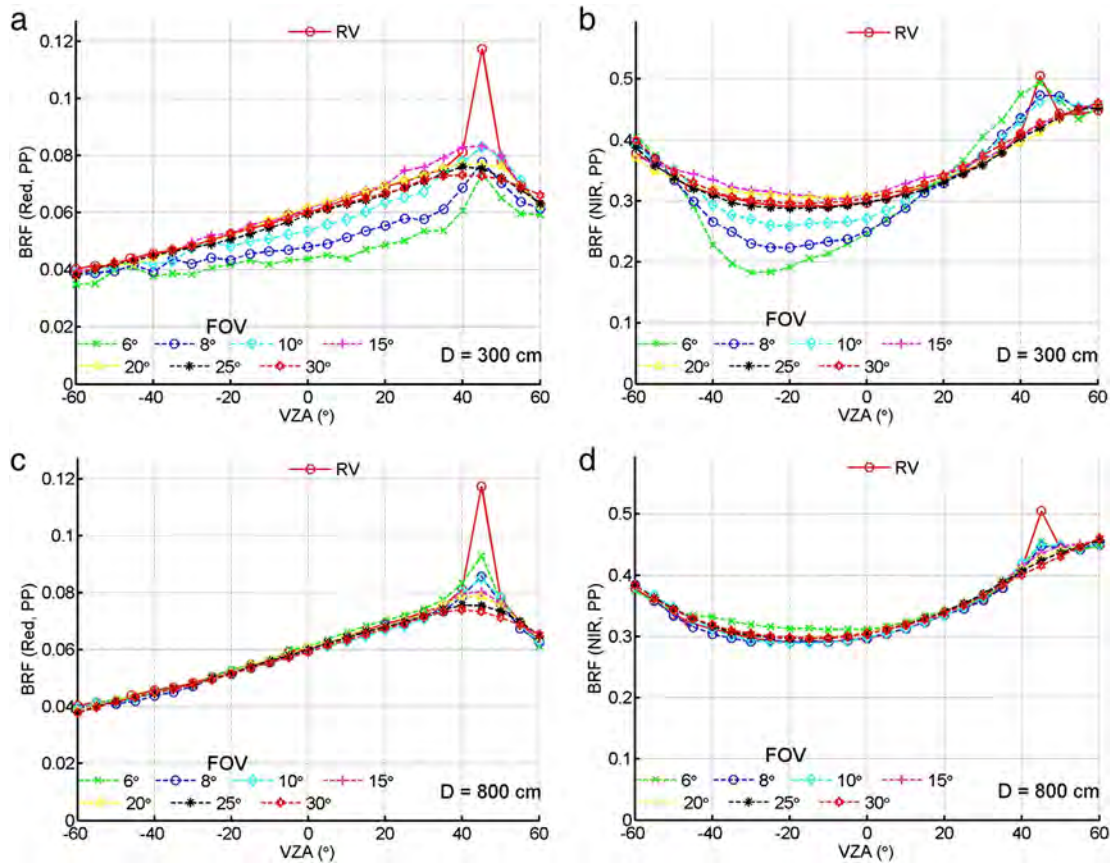 a
RV
BRF (Red, PP)
0.12
0.1
0.08
0.06
0.04
0.02
0
FOV
6° 8° 10° 15°
20° 25° 30°
D = 300 cm
-60 -40 -20 0 20 40 60
VZA (°)
b
RV
BRF (NIR, PP)
0.5
0.4
0.3
0.2
0.1
0
FOV
6° 8° 10° 15°
20° 25° 30°
D = 300 cm
-60 -40 -20 0 20 40 60
VZA (°)
c
RV
BRF (Red, PP)
0.12
0.1
0.08
0.06
0.04
0.02
0
FOV
6° 8° 10° 15°
20° 25° 30°
D = 800 cm
-60 -40 -20 0 20 40 60
VZA (°)
d
RV
BRF (NIR, PP)
0.5
0.4
0.3
0.2
0.1
0
FOV
6° 8° 10° 15°
20° 25° 30°
D = 800 cm
-60 -40 -20 0 20 40 60
VZA (°)